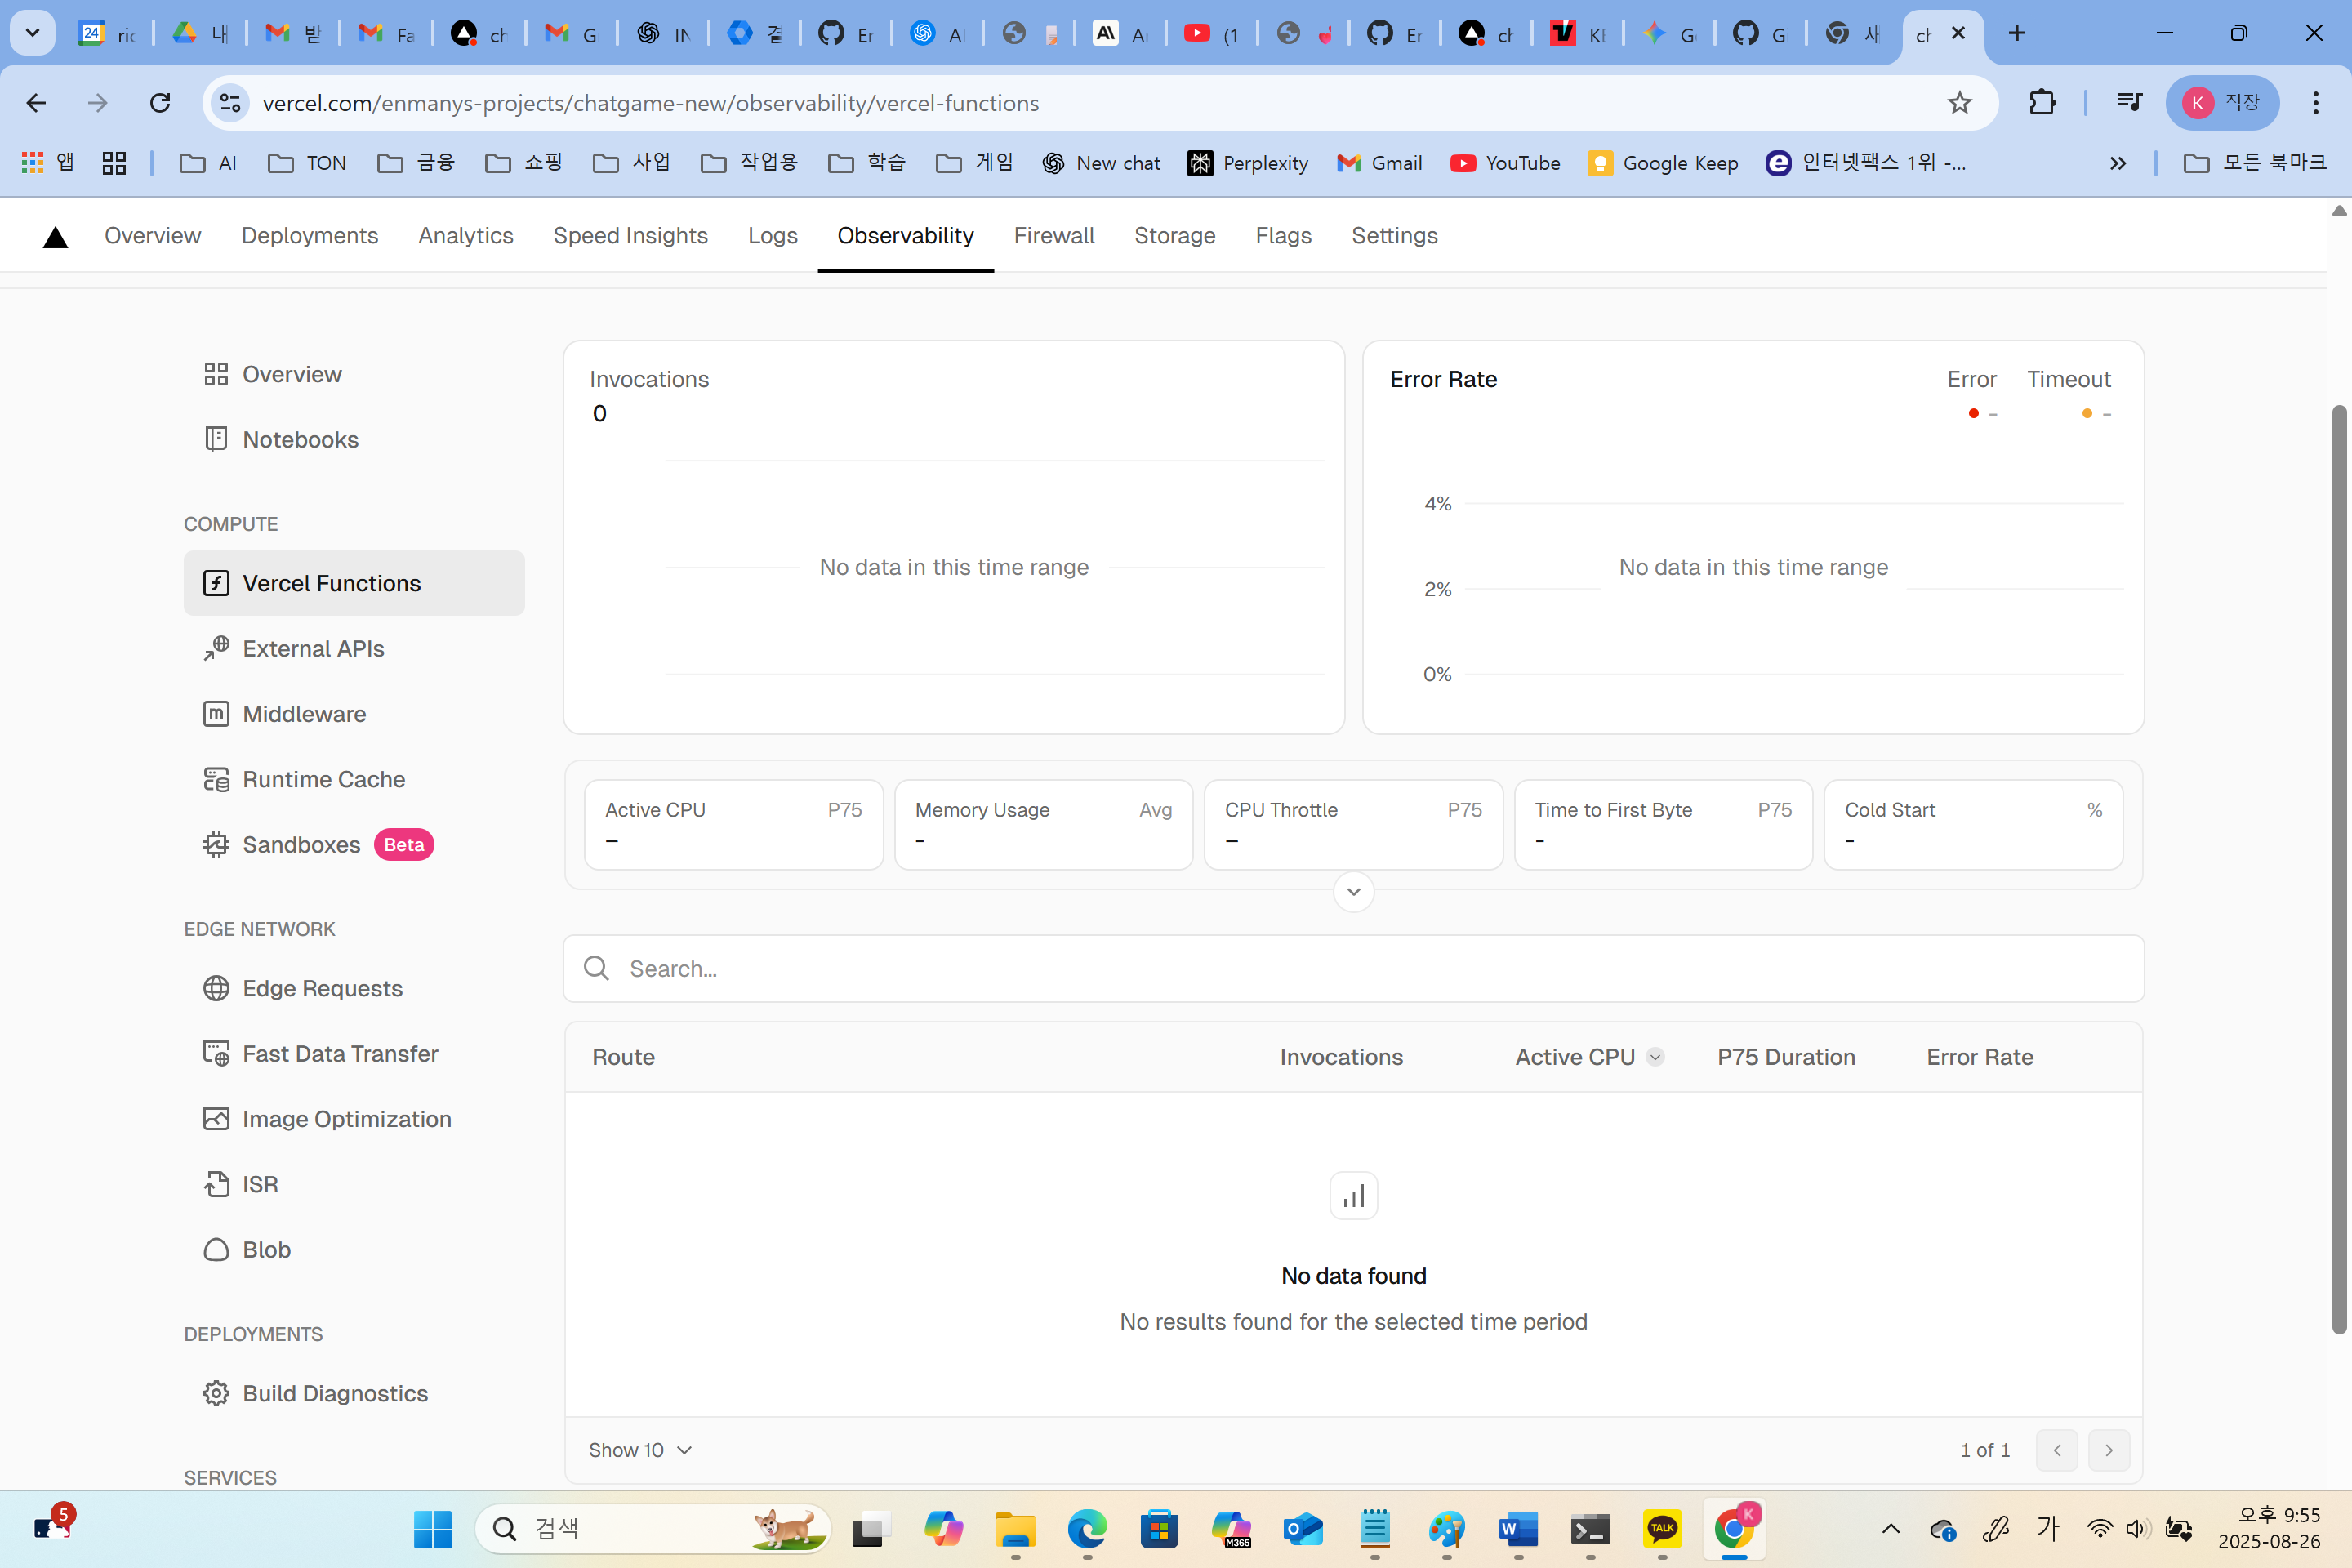 24
ric
내
받
Fa
ch
G
IN
결
Er
AI
A
(1
Er
ch
KE
G
Gi
새
ch
vercel.com/enmanys-projects/chatgame-new/observability/vercel-functions
K 직장
앱
AI
TON
금융
쇼핑
사업
작업용
학습
게임
New chat
Perplexity
Gmail
YouTube
Google Keep
인터넷팩스 1위 -...
모든 북마크
Overview Deployments Analytics Speed Insights Logs Observability Firewall Storage Flags Settings
Overview
Notebooks
COMPUTE
Vercel Functions
External APIs
Middleware
Runtime Cache
Sandboxes Beta
EDGE NETWORK
Edge Requests
Fast Data Transfer
Image Optimization
ISR
Blob
DEPLOYMENTS
Build Diagnostics
SERVICES
Invocations
0
No data in this time range
Error Rate
Error Timeout
- -
4%
2%
0%
No data in this time range
Active CPU P75
–
Memory Usage Avg
-
CPU Throttle P75
–
Time to First Byte P75
-
Cold Start %
-
Search...
Route Invocations Active CPU P75 Duration Error Rate
No data found
No results found for the selected time period
Show 10
1 of 1
5
검색
M365
TALK
K
가
오후 9:55
2025-08-26